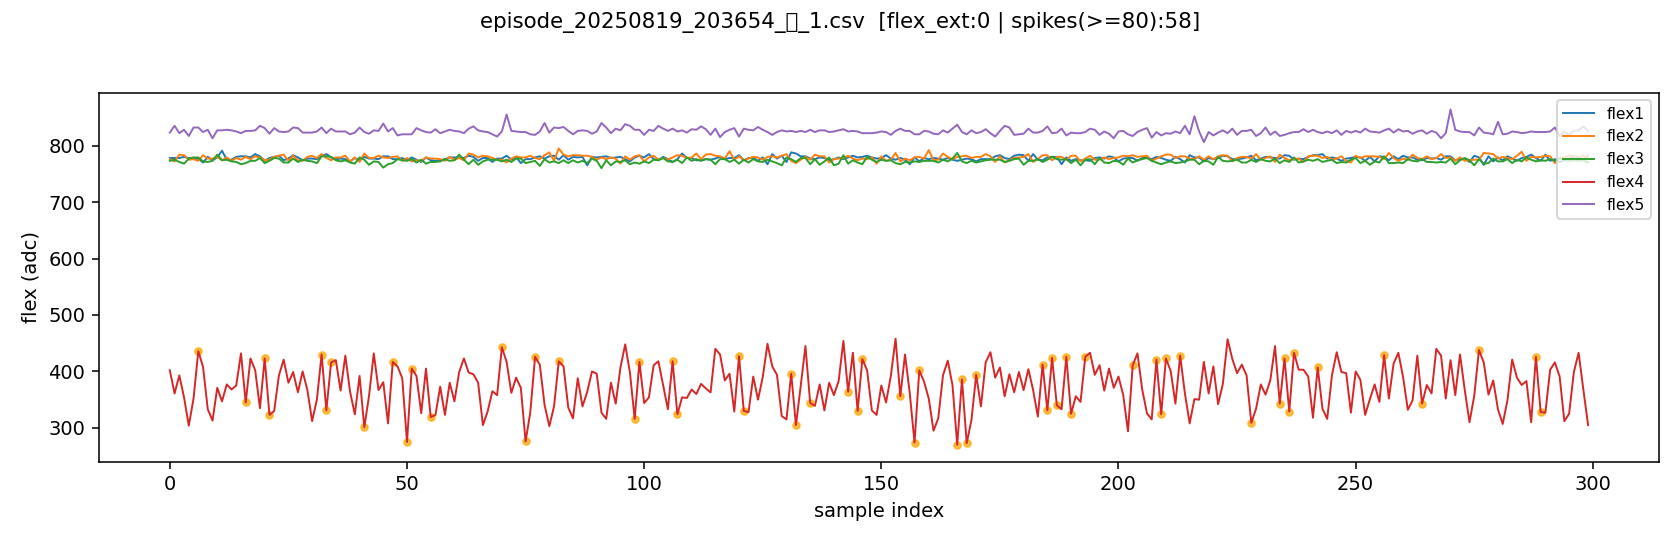 episode_20250819_203654_▯_1.csv [flex_ext:0 | spikes(>=80):58]
flex1
flex2
flex3
flex4
flex5
800
700
600
500
400
300
flex (adc)
0 50 100 150 200 250 300
sample index